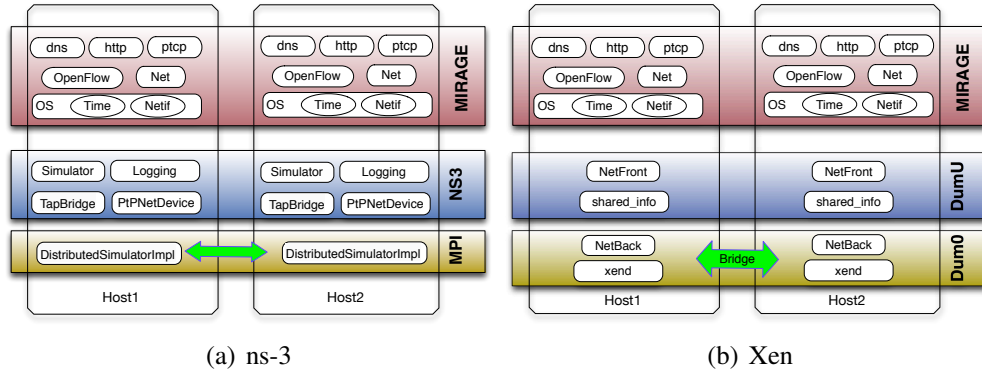 dns http ptcp
OpenFlow Net
OS Time Netif
dns http ptcp
OpenFlow Net
OS Time Netif
MIRAGE
Simulator Logging
TapBridge PtPNetDevice
Simulator Logging
TapBridge PtPNetDevice
NS3
DistributedSimulatorImpl
DistributedSimulatorImpl
MPI
Host1
Host2
(a) ns-3
dns http ptcp
OpenFlow Net
OS Time Netif
dns http ptcp
OpenFlow Net
OS Time Netif
MIRAGE
NetFront
shared_info
NetFront
shared_info
DumU
NetBack
xend
Bridge
NetBack
xend
Dum0
Host1
Host2
(b) Xen